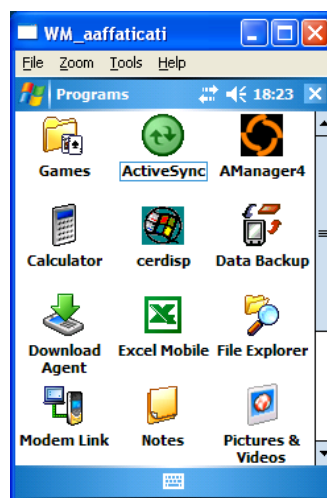 WM_aaffaticati
File Zoom Tools Help
Programs 18:23
Games ActiveSync AManager4
Calculator cerdisp Data Backup
Download Agent Excel Mobile File Explorer
Modem Link Notes Pictures & Videos